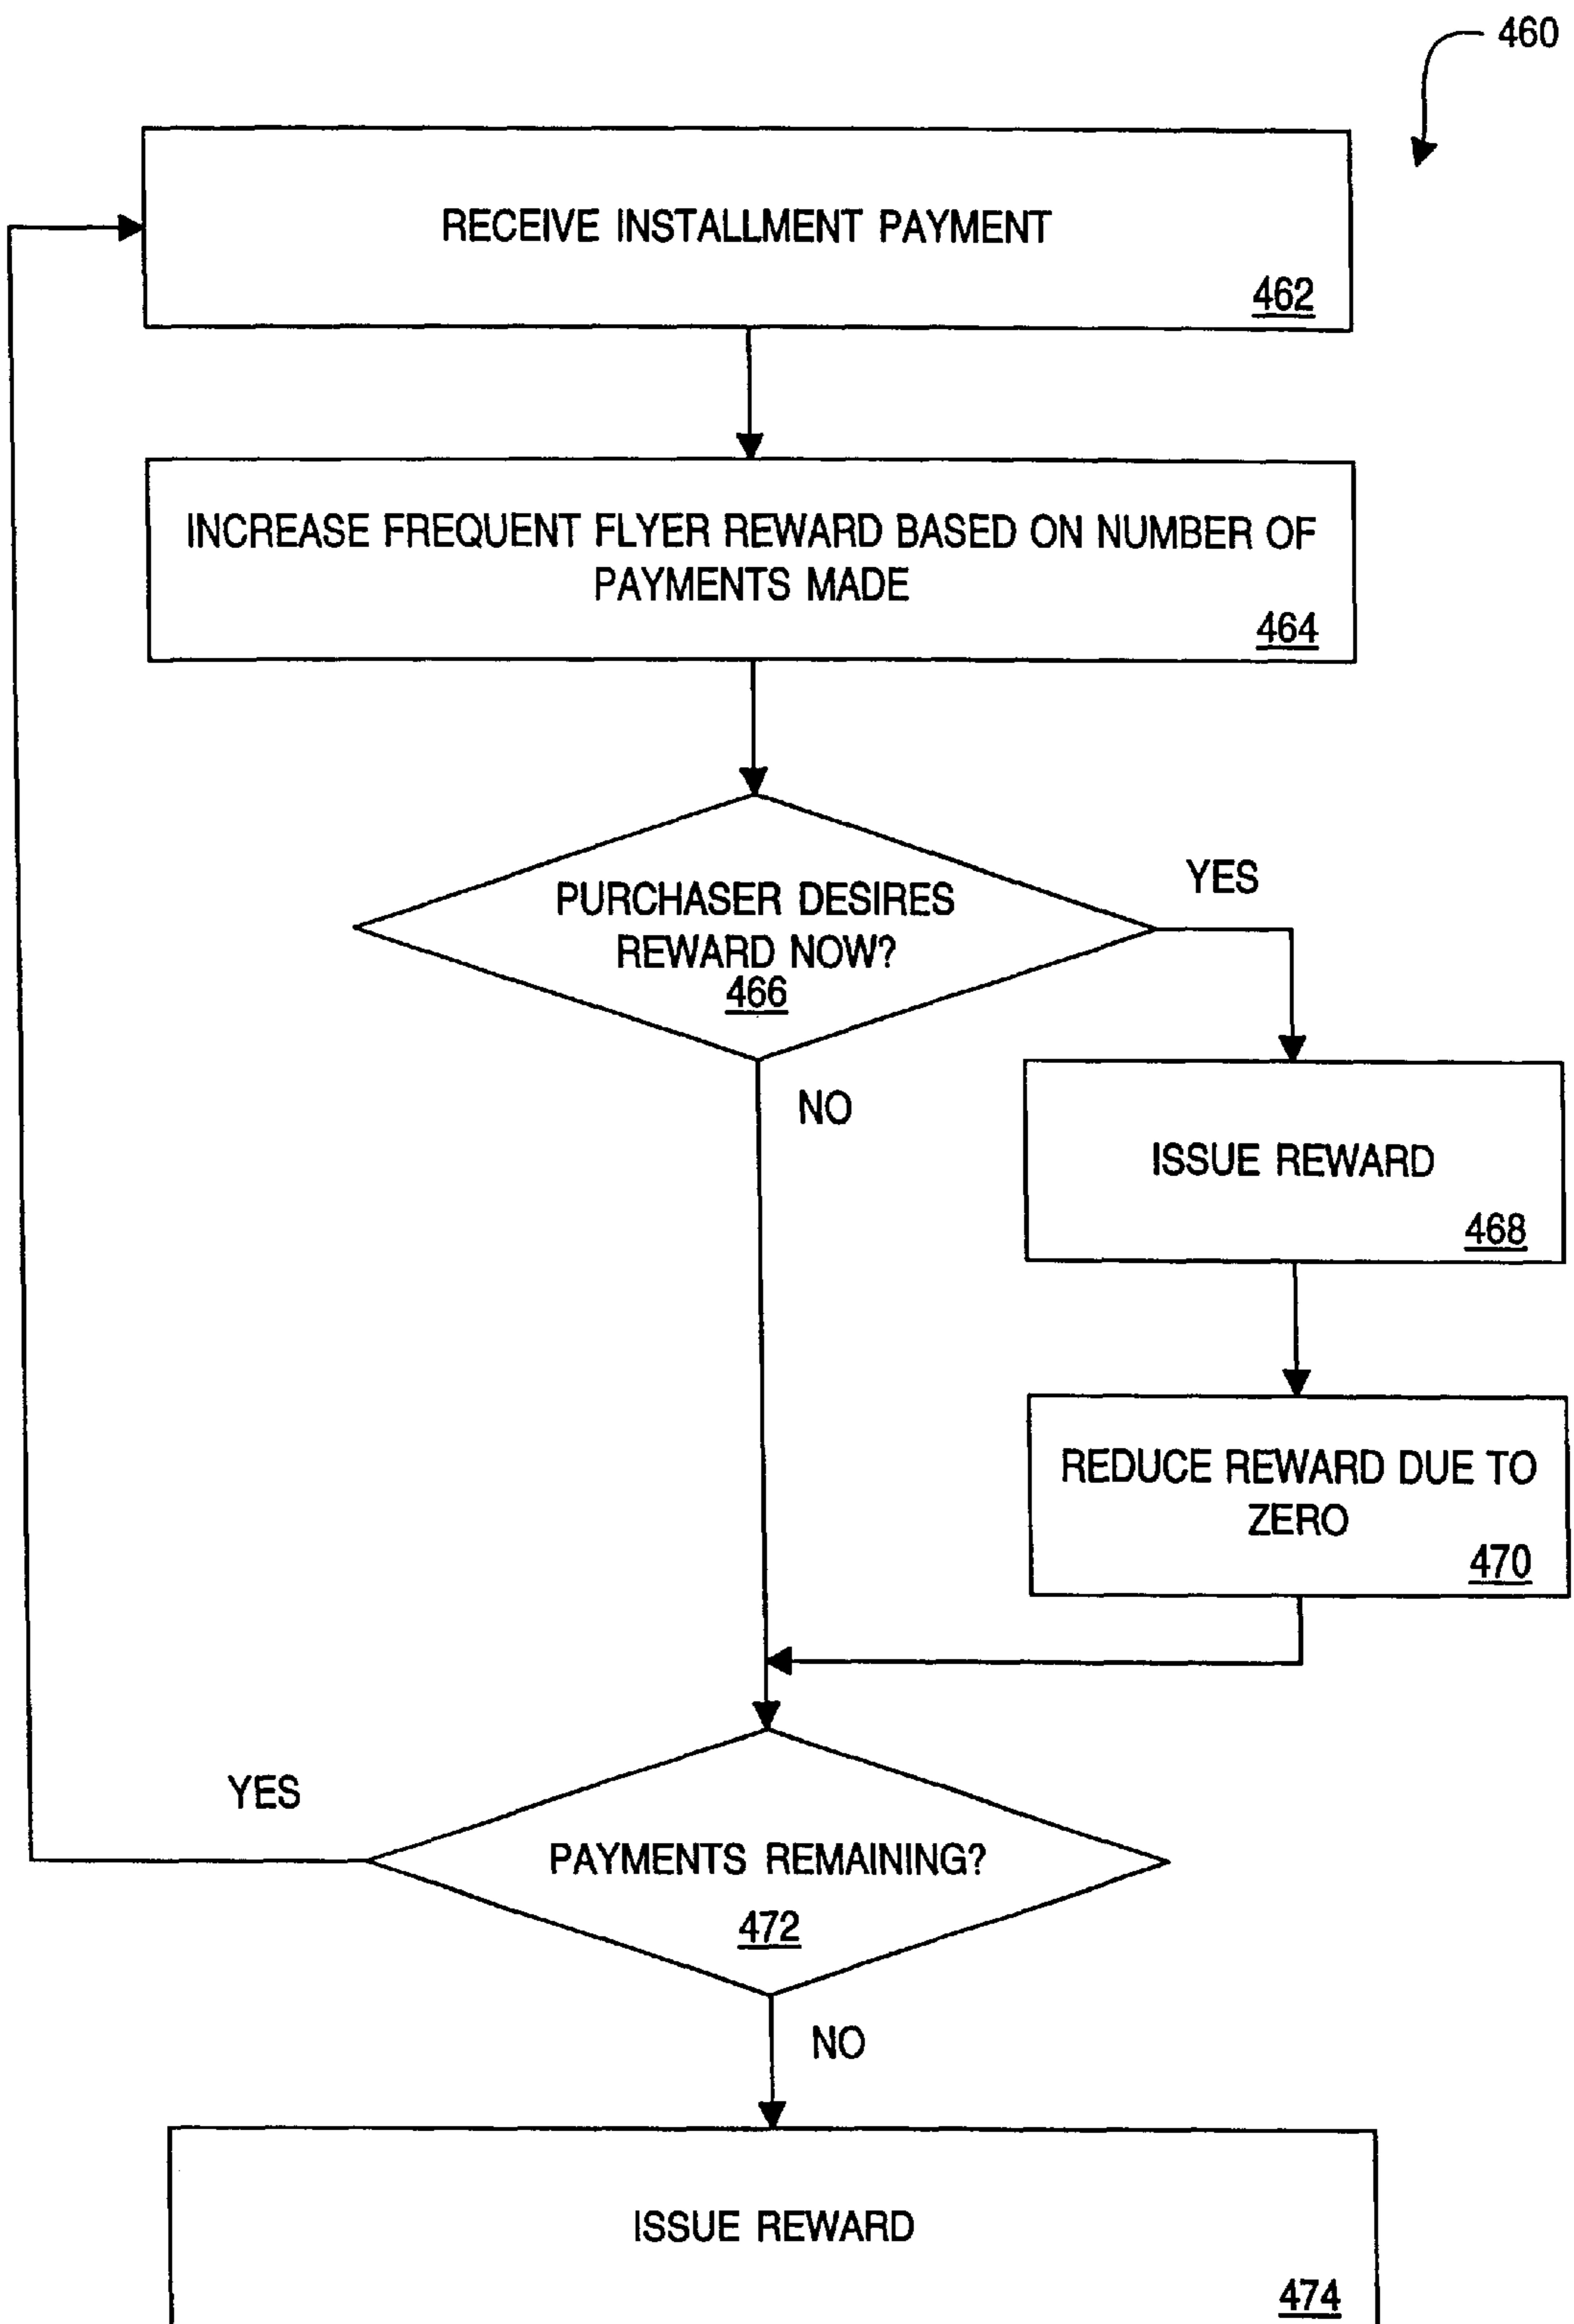 460
RECEIVE INSTALLMENT PAYMENT
462
INCREASE FREQUENT FLYER REWARD BASED ON NUMBER OF
PAYMENTS MADE
464
PURCHASER DESIRES
REWARD NOW?
466
YES
NO
ISSUE REWARD
468
REDUCE REWARD DUE TO
ZERO
470
YES
PAYMENTS REMAINING?
472
NO
ISSUE REWARD
474